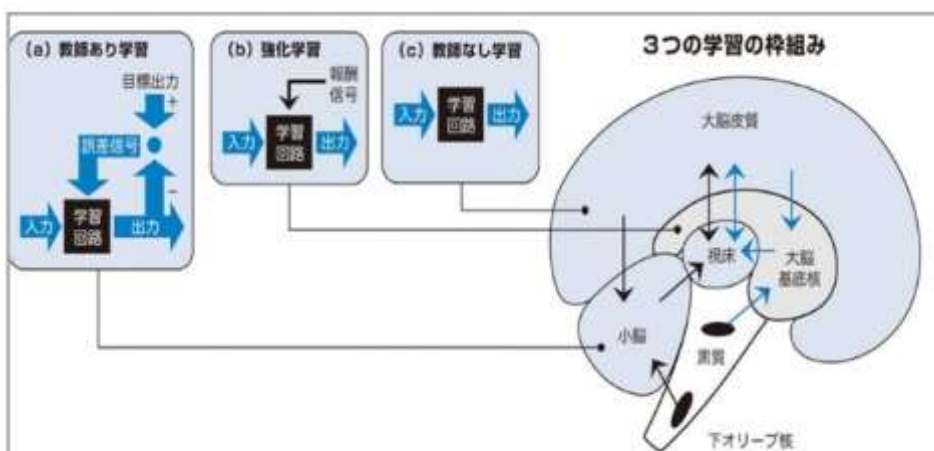 (a) 教師あり学習
目標出力
+
誤差信号
−
入力
学習
回路
出力
(b) 強化学習
報酬
信号
入力
学習
回路
出力
(c) 教師なし学習
入力
学習
回路
出力
3つの学習の枠組み
大脳皮質
視床
大脳
基底核
小脳
黒質
下オリーブ核